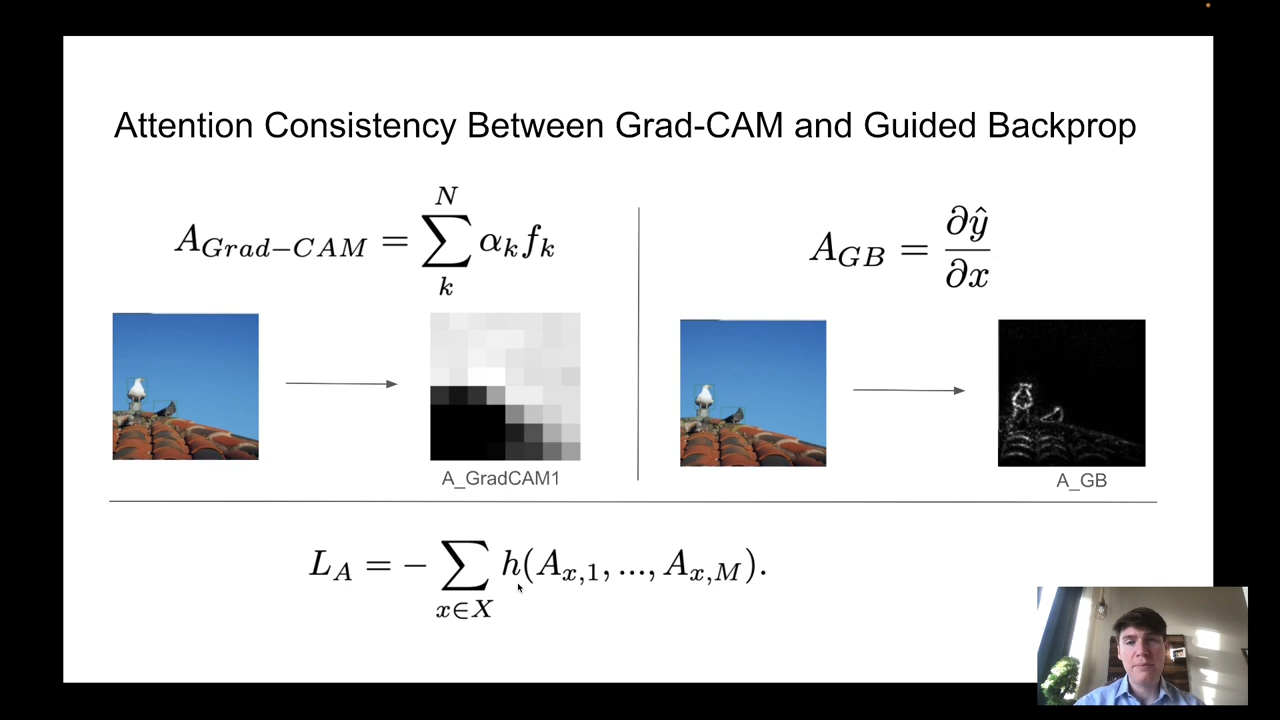 Attention Consistency Between Grad-CAM and Guided Backprop
A_{Grad-CAM} = \sum_{k}^{N} \alpha_k f_k
A_{GB} = \frac{\partial \hat{y}}{\partial x}
A_GradCAM1
A_GB
L_A = - \sum_{x \in X} h(A_{x,1}, ..., A_{x,M}).